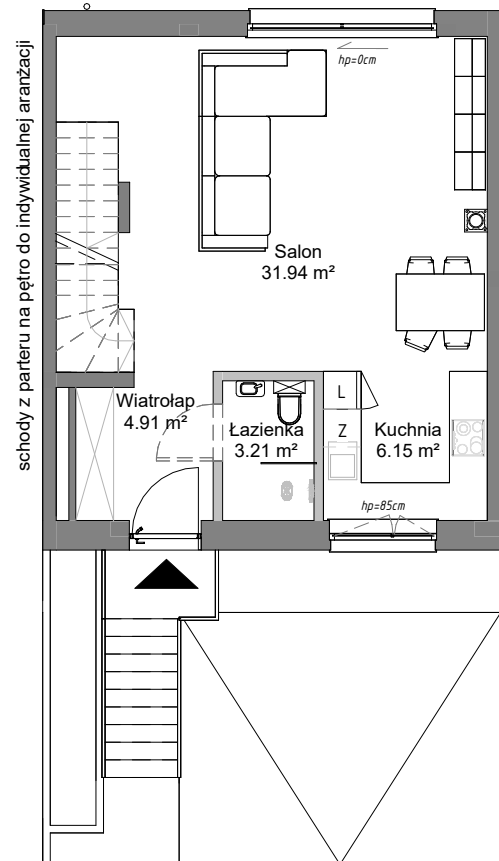 schody z parteru na pętro do indywidualnej aranżacji
hp=0cm
Salon
31.94 m²
Wiatrołap
4.91 m²
Łazienka
3.21 m²
L
Z
Kuchnia
6.15 m²
hp=85cm